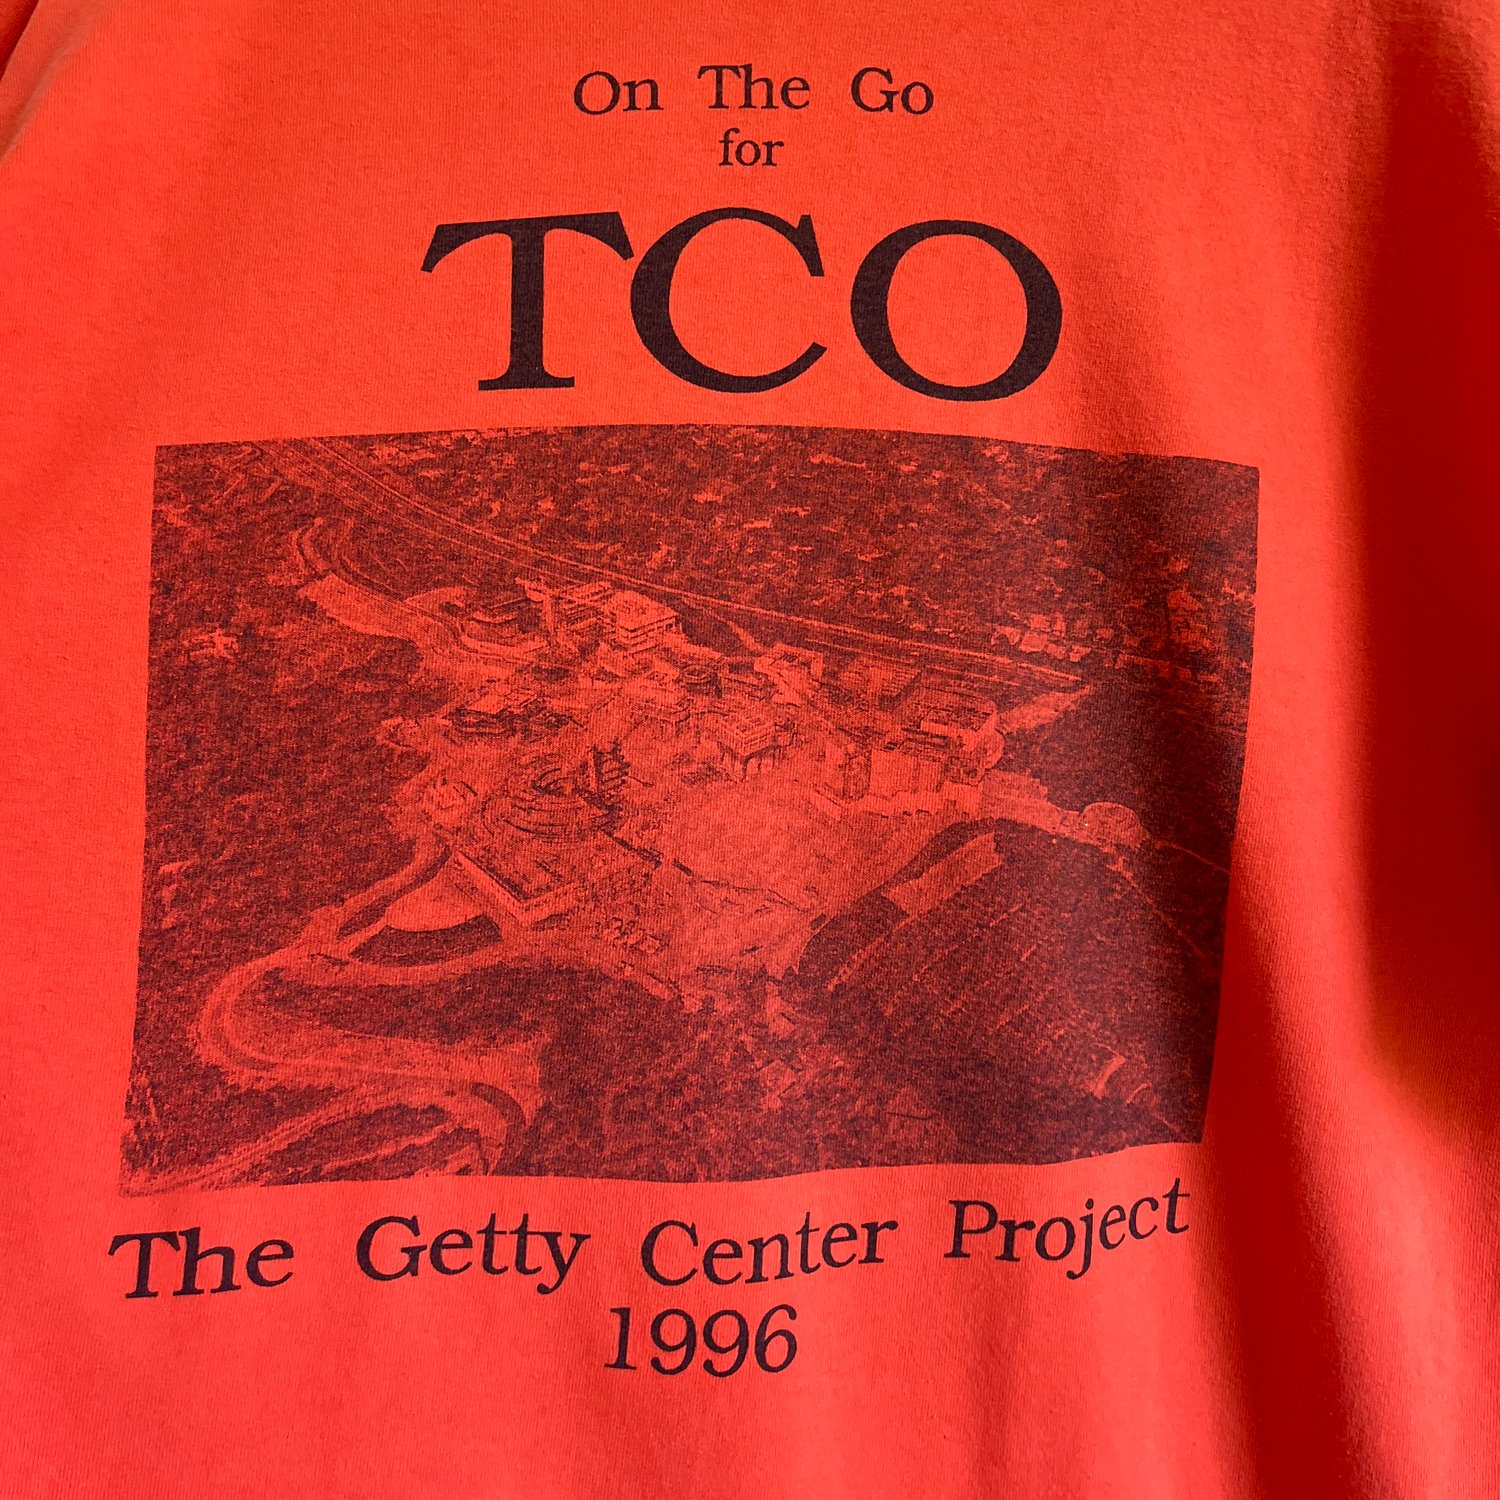 On The Go
for
TCO
The Getty Center Project
1996